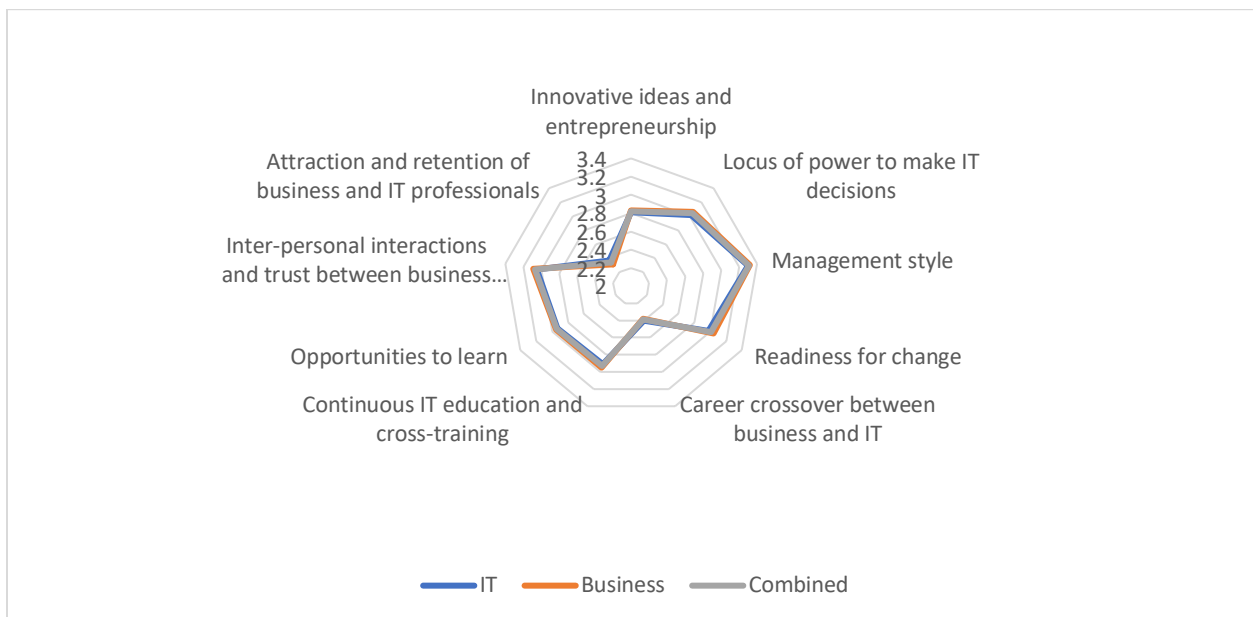 Innovative ideas and
entrepreneurship
Locus of power to make IT
decisions
Management style
Readiness for change
Career crossover between
business and IT
Continuous IT education and
cross-training
Opportunities to learn
Inter-personal interactions
and trust between business...
Attraction and retention of
business and IT professionals
3.4
3.2
3
2.8
2.6
2.4
2.2
2
IT Business Combined